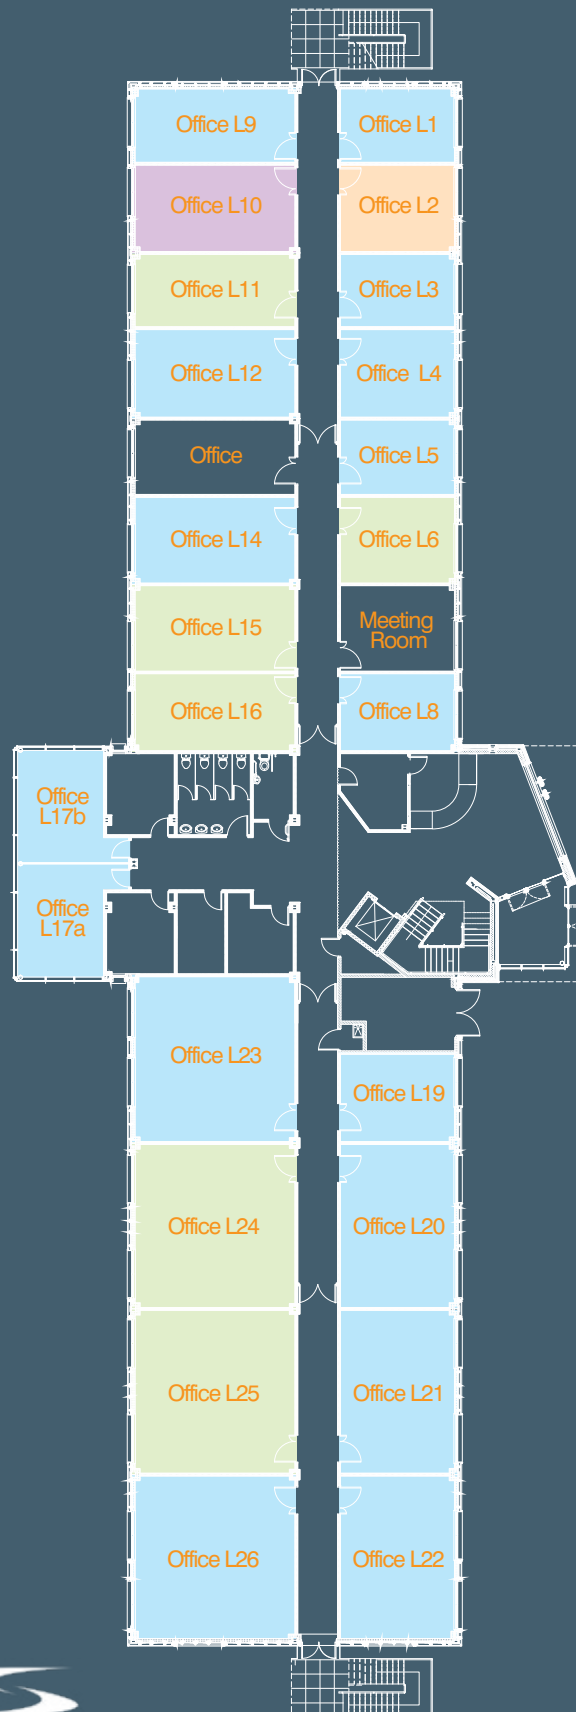 Office L9
Office L1
Office L10
Office L2
Office L11
Office L3
Office L12
Office L4
Office
Office L5
Office L14
Office L6
Office L15
Meeting
Room
Office L16
Office L8
Office
L17b
Office
L17a
Office L23
Office L19
Office L24
Office L20
Office L25
Office L21
Office L26
Office L22